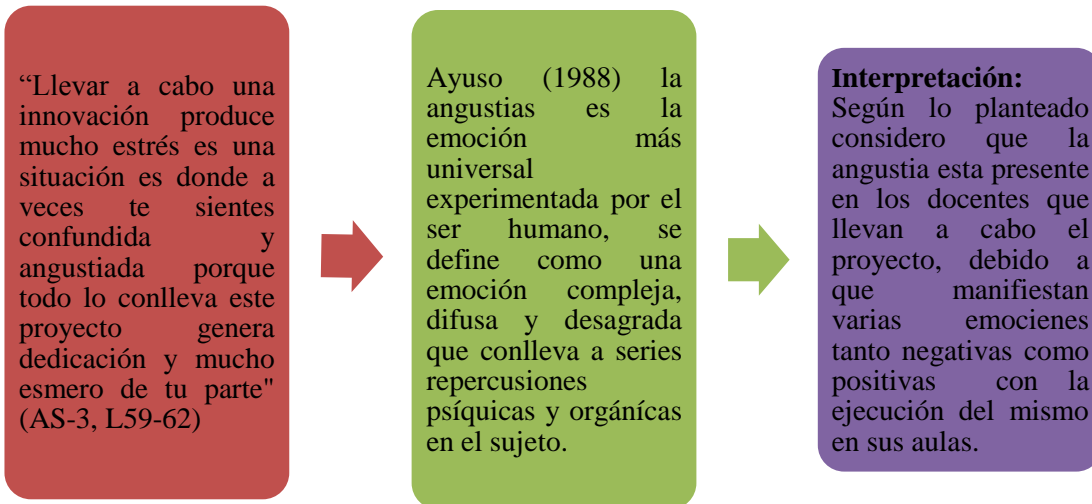 “Llevar a cabo una
innovación produce
mucho estrés es una
situación es donde a
veces te sientes
confundida y
angustiada porque
todo lo conlleva este
proyecto genera
dedicación y mucho
esmero de tu parte"
(AS-3, L59-62)
Ayuso (1988) la
angustias es la
emoción más
universal
experimentada por el
ser humano, se
define como una
emoción compleja,
difusa y desagrada
que conlleva a series
repercusiones
psíquicas y orgánícas
en el sujeto.
Interpretación:
Según lo planteado
considero que la
angustia esta presente
en los docentes que
llevan a cabo el
proyecto, debido a
que manifiestan
varias emocienes
tanto negativas como
positivas con la
ejecución del mismo
en sus aulas.